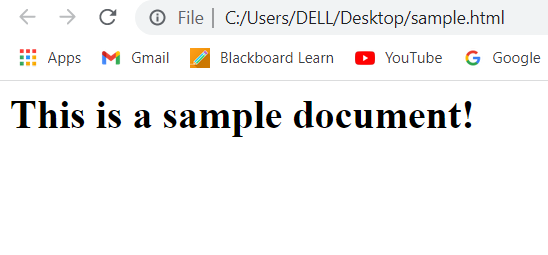 File | C:/Users/DELL/Desktop/sample.html
Apps Gmail Blackboard Learn YouTube Google
This is a sample document!